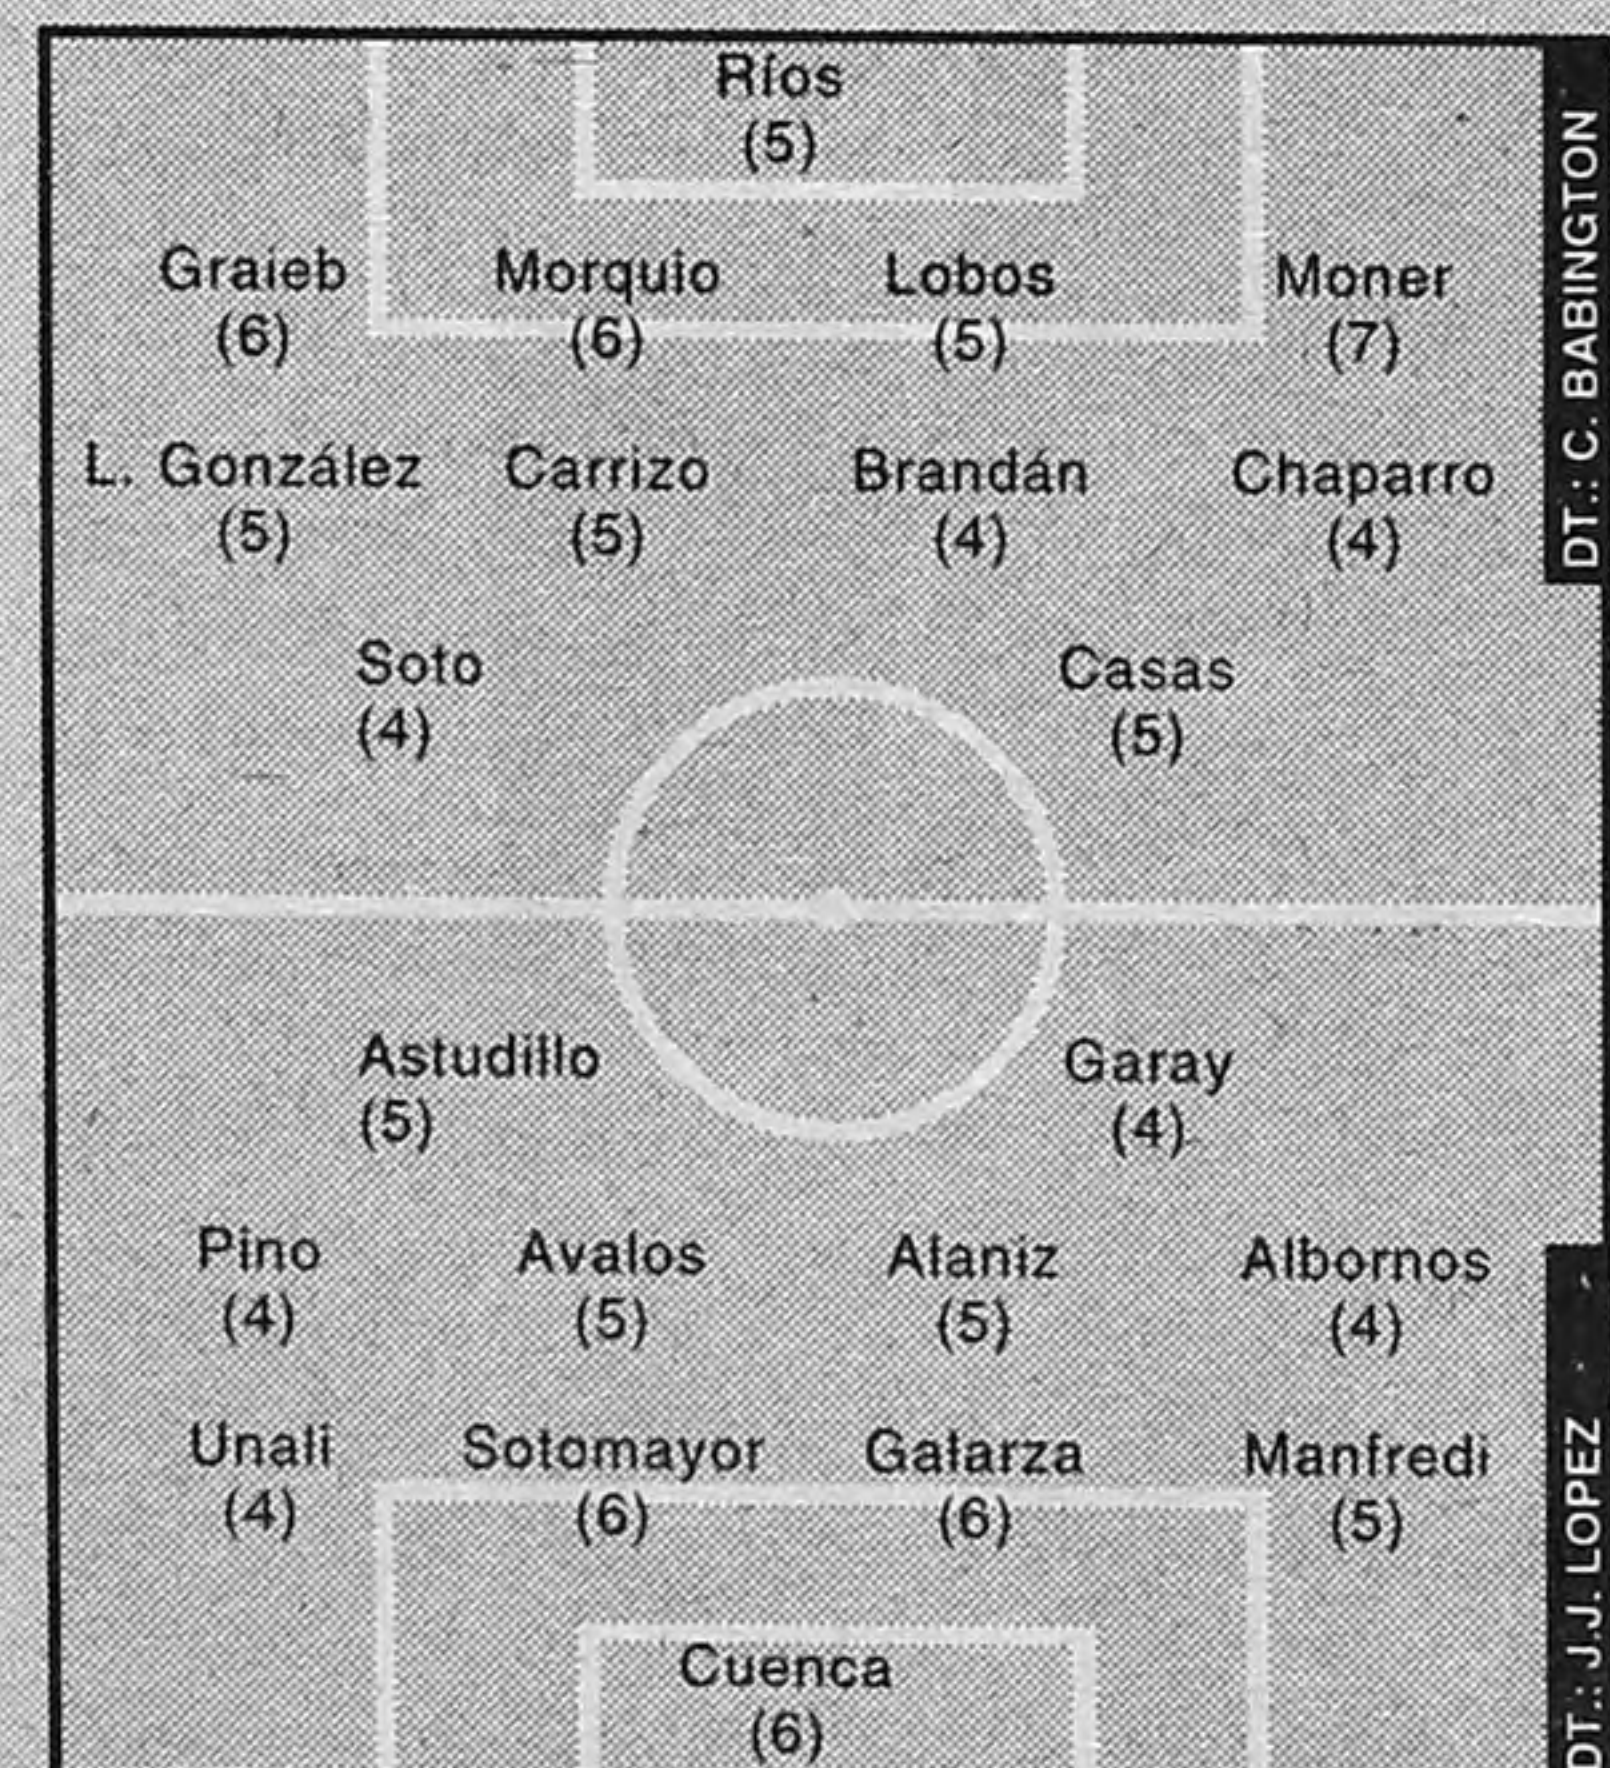 Ríos
(5)
Graieb Morquio Lobos Moner
(6) (6) (5) (7)
L. González Carrizo Brandán Chaparro
(5) (5) (4) (4)
Soto Casas
(4) (5)
DT.: C. BABINGTON
Astudillo Garay
(5) (4)
Pino Avalos Alaniz Albornos
(4) (5) (5) (4)
Unali Sotomayor Galarza Manfredi
(4) (6) (6) (5)
Cuenca
(6)
DT.: J.J. LOPEZ